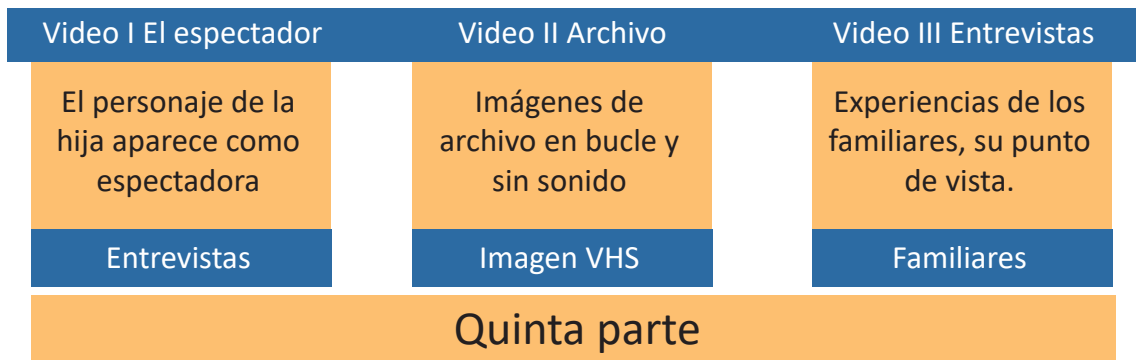 Video I El espectador
Video II Archivo
Video III Entrevistas
El personaje de la
hija aparece como
espectadora
Imágenes de
archivo en bucle y
sin sonido
Experiencias de los
familiares, su punto
de vista.
Entrevistas
Imagen VHS
Familiares
Quinta parte